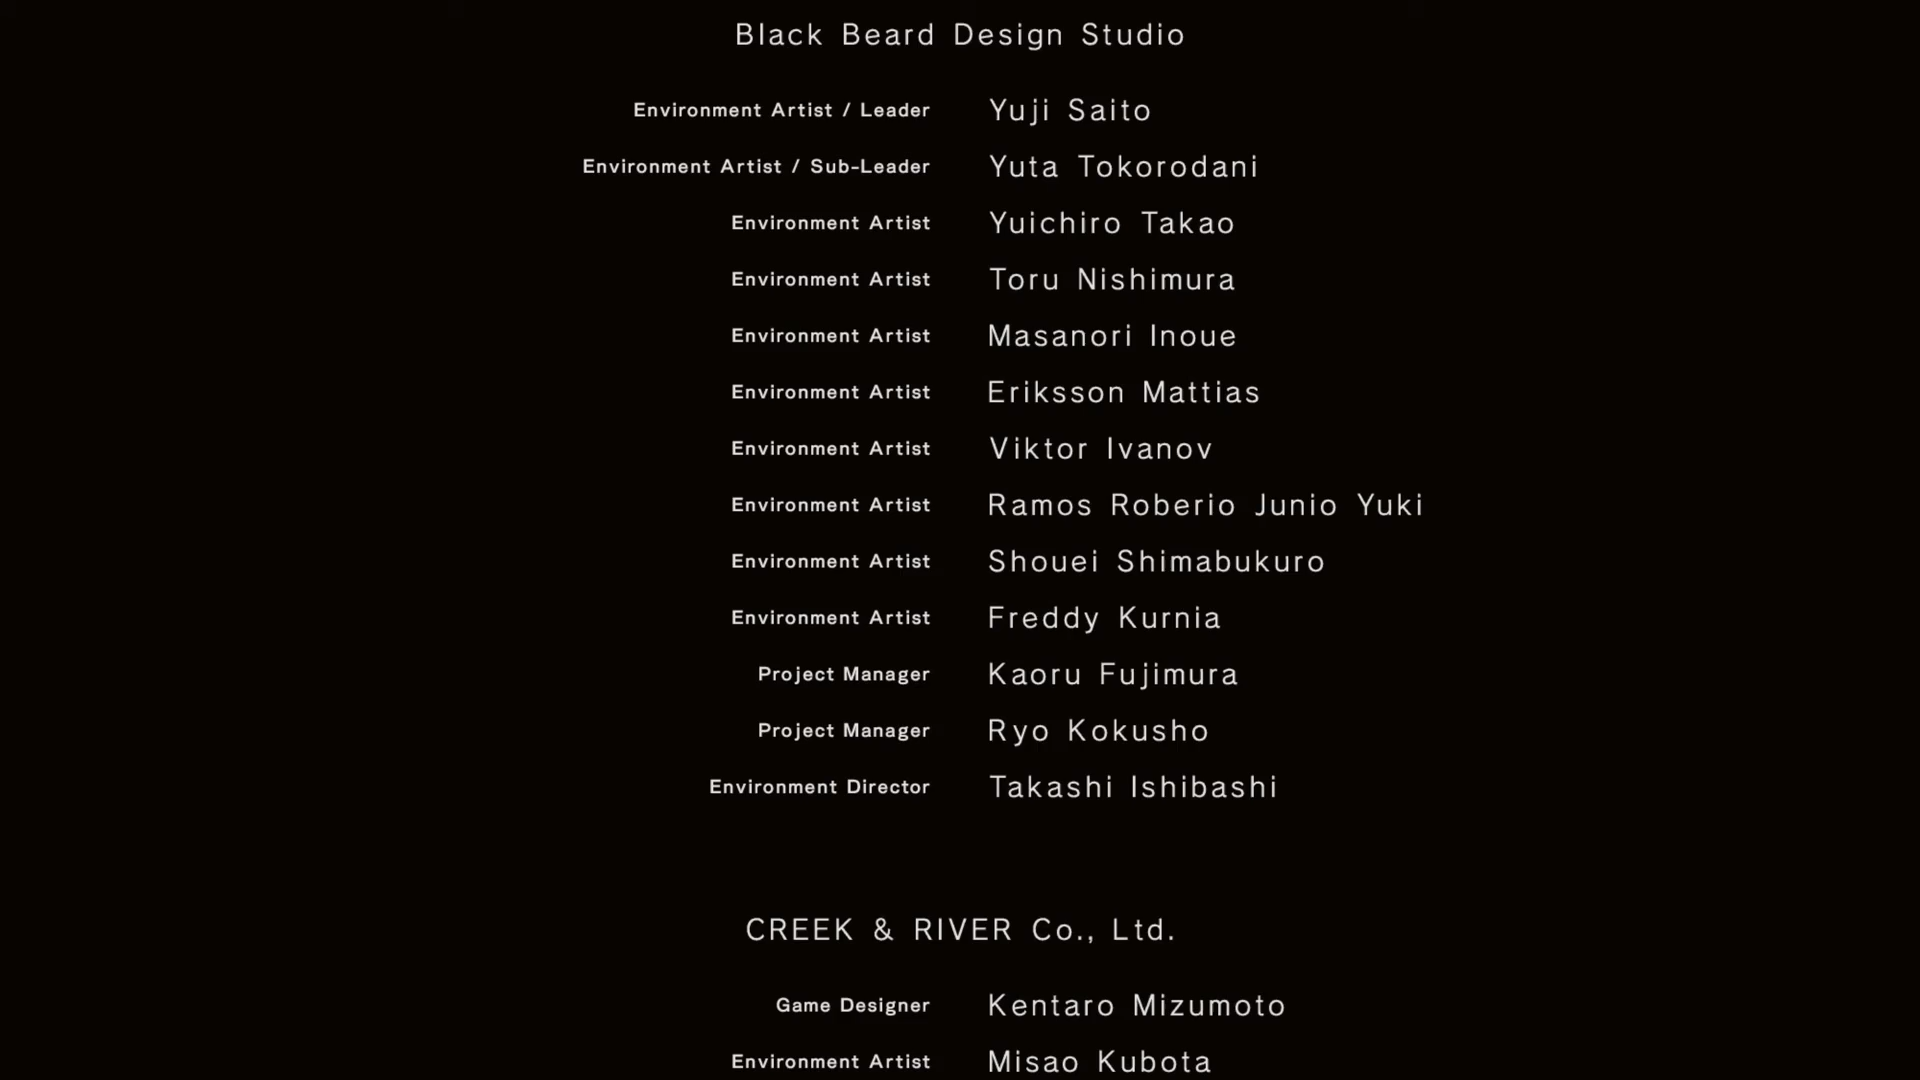 Black Beard Design Studio
Environment Artist / Leader Yuji Saito
Environment Artist / Sub-Leader Yuta Tokorodani
Environment Artist Yuichiro Takao
Environment Artist Toru Nishimura
Environment Artist Masanori Inoue
Environment Artist Eriksson Mattias
Environment Artist Viktor Ivanov
Environment Artist Ramos Roberio Junio Yuki
Environment Artist Shouei Shimabukuro
Environment Artist Freddy Kurnia
Project Manager Kaoru Fujimura
Project Manager Ryo Kokusho
Environment Director Takashi Ishibashi
CREEK & RIVER Co., Ltd.
Game Designer Kentaro Mizumoto
Environment Artist Misao Kubota